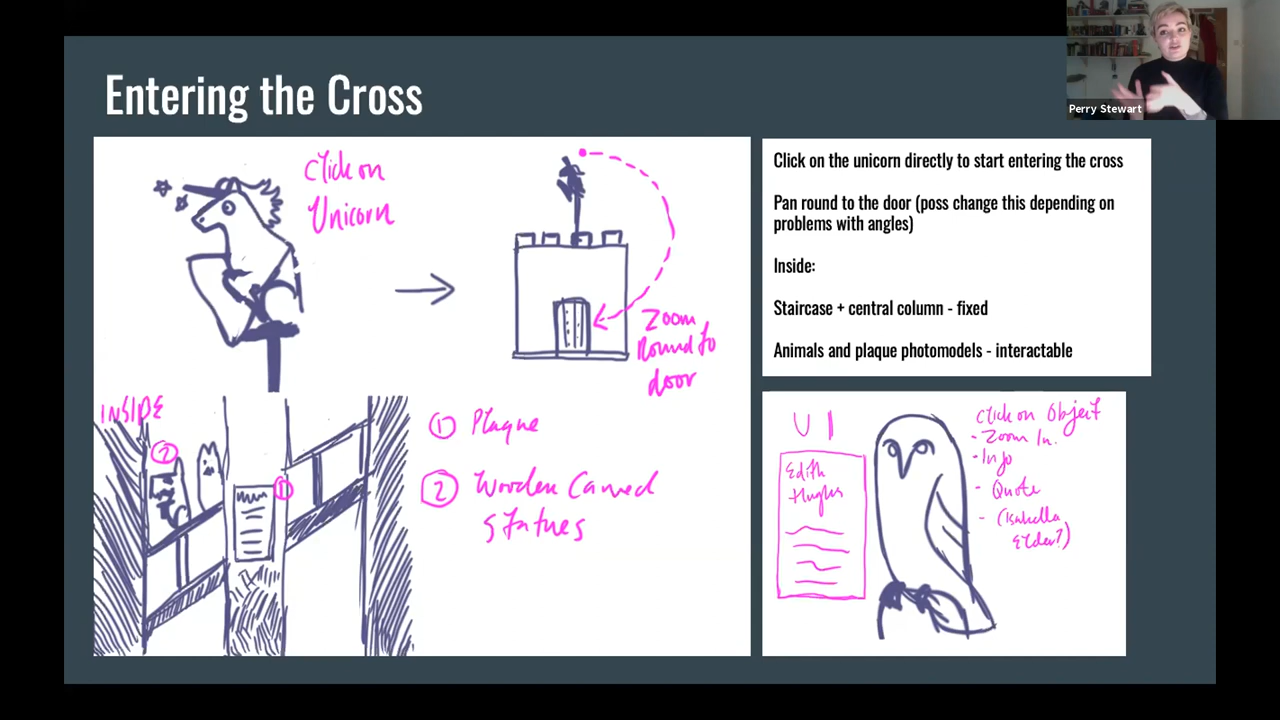 Entering the Cross
Perry Stewart
Click on
Unicorn
Zoom
Round to
door
INSIDE
2
1
① Plaque
② Wooden Carved
Statues
Click on the unicorn directly to start entering the cross
Pan round to the door (poss change this depending on
problems with angles)
Inside:
Staircase + central column - fixed
Animals and plaque photomodels - interactable
UI
Edith
Hughes
Click on Object
- Zoom In.
- Info
- Quote
- (Isabella
Elder?)